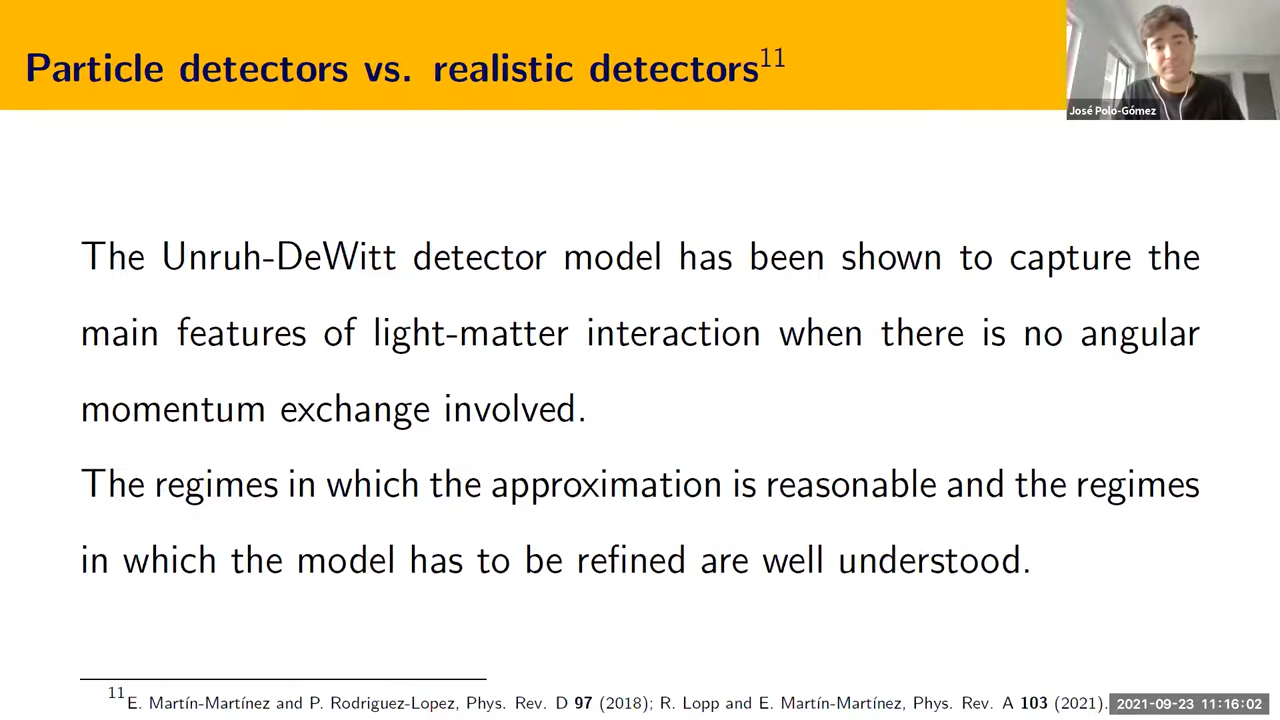 Particle detectors vs. realistic detectors11
José Polo-Gómez
The Unruh-DeWitt detector model has been shown to capture the
main features of light-matter interaction when there is no angular
momentum exchange involved.
The regimes in which the approximation is reasonable and the regimes
in which the model has to be refined are well understood.
11E. Martín-Martínez and P. Rodriguez-Lopez, Phys. Rev. D 97 (2018); R. Lopp and E. Martín-Martínez, Phys. Rev. A 103 (2021).
2021-09-23 11:16:02